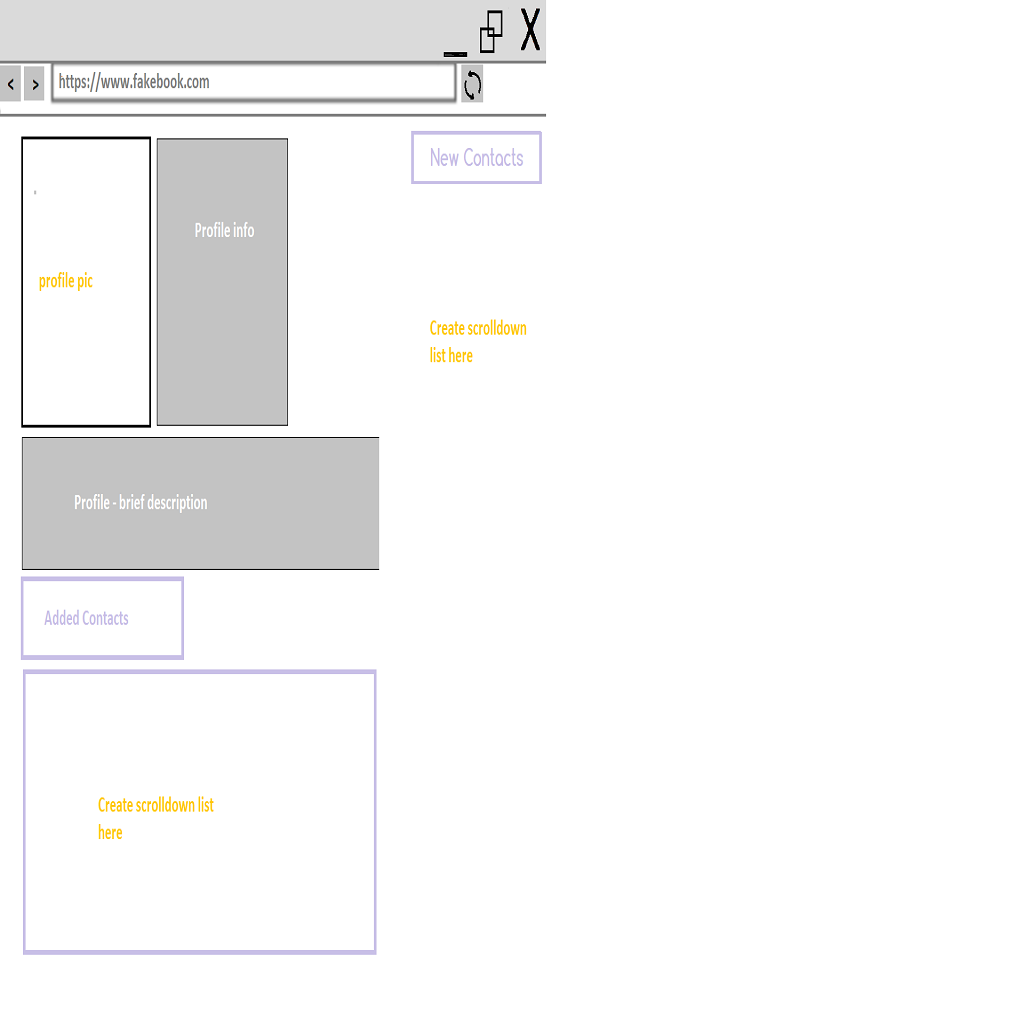 _ X
< >
https://www.fakebook.com
New Contacts
Profile info
profile pic
Create scrolldown
list here
Profile - brief description
Added Contacts
Create scrolldown list
here